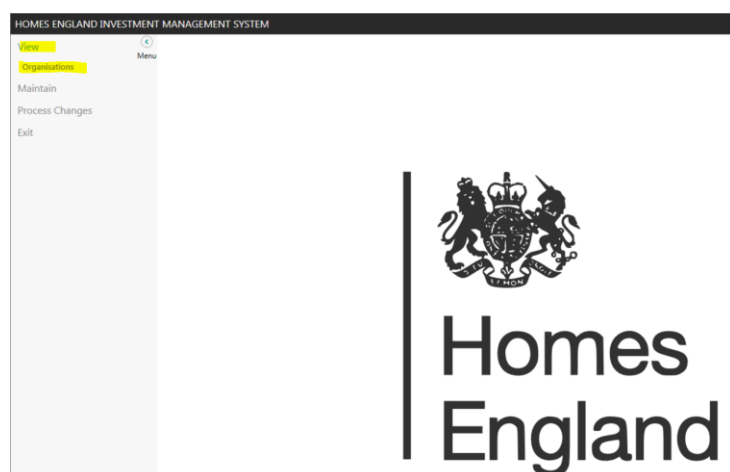 HOMES ENGLAND INVESTMENT MANAGEMENT SYSTEM
View
Menu
Organisations
Maintain
Process Changes
Exit
Homes
England